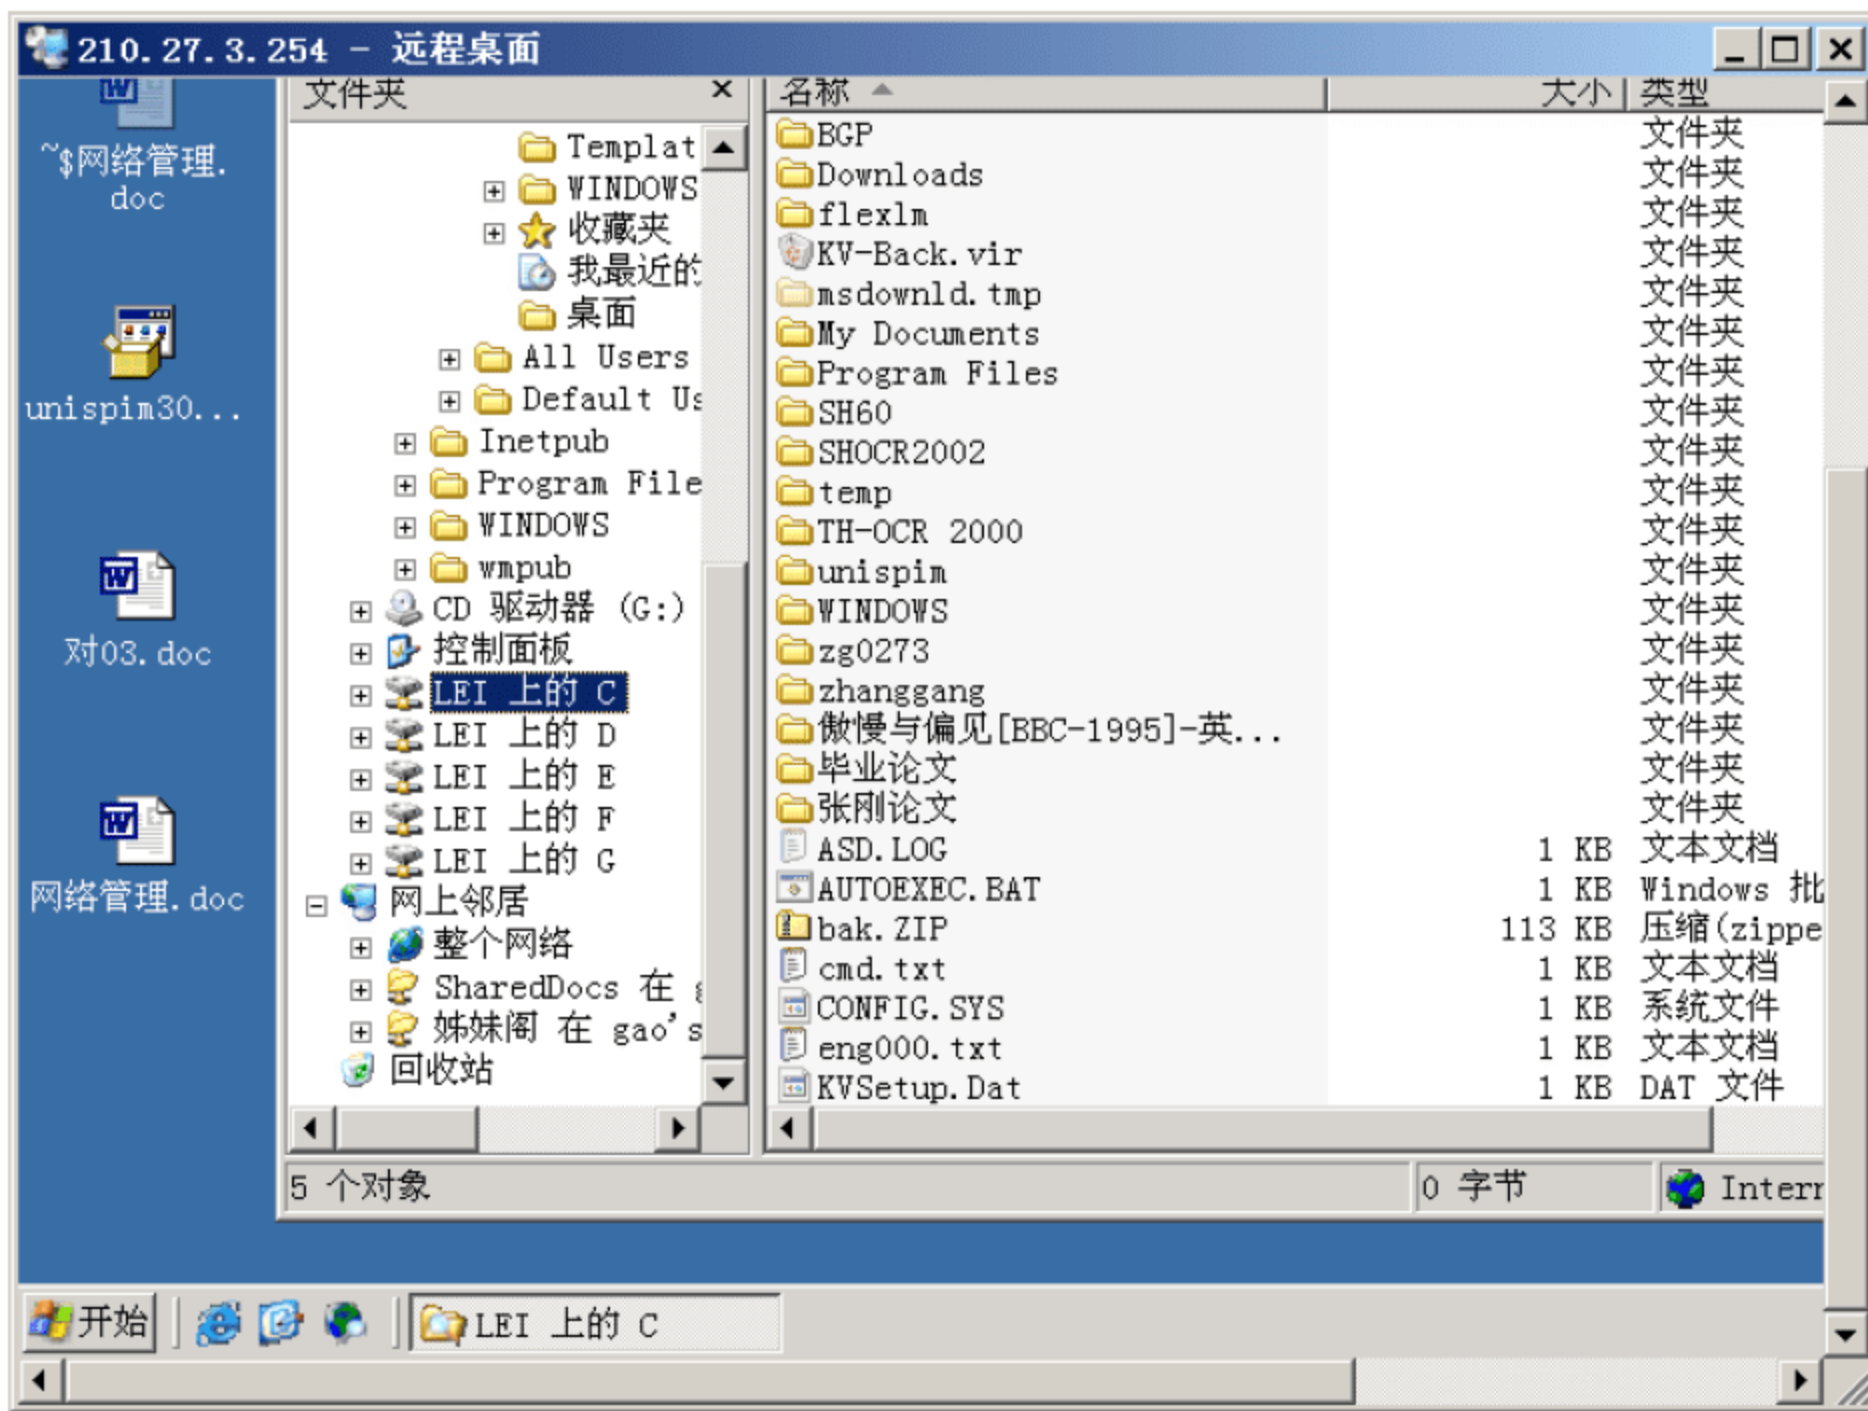 210.27.3.254 - 远程桌面
~$网络管理.
doc
unispim30...
对03.doc
网络管理.doc
文件夹
Templat
WINDOWS
收藏夹
我最近的
桌面
All Users
Default Us
Inetpub
Program File
WINDOWS
wmpub
CD 驱动器 (G:)
控制面板
LEI 上的 C
LEI 上的 D
LEI 上的 E
LEI 上的 F
LEI 上的 G
网上邻居
整个网络
SharedDocs 在 g
姊妹阁 在 gao's
回收站
名称 大小 类型
BGP 文件夹
Downloads 文件夹
flexlm 文件夹
KV-Back.vir 文件夹
msdownld.tmp 文件夹
My Documents 文件夹
Program Files 文件夹
SH60 文件夹
SHOCR2002 文件夹
temp 文件夹
TH-OCR 2000 文件夹
unispim 文件夹
WINDOWS 文件夹
zg0273 文件夹
zhanggang 文件夹
傲慢与偏见[BBC-1995]-英... 文件夹
毕业论文 文件夹
张刚论文 文件夹
ASD.LOG 1 KB 文本文档
AUTOEXEC.BAT 1 KB Windows 批
bak.ZIP 113 KB 压缩(zippe
cmd.txt 1 KB 文本文档
CONFIG.SYS 1 KB 系统文件
eng000.txt 1 KB 文本文档
KVSetup.Dat 1 KB DAT 文件
5 个对象 0 字节 Intern
开始 LEI 上的 C